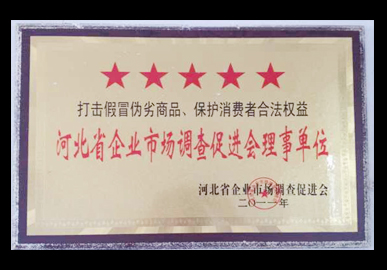 打击假冒伪劣商品、保护消费者合法权益
河北省企业市场调查促进会理事单位
河北省企业市场调查促进会
二〇一一年